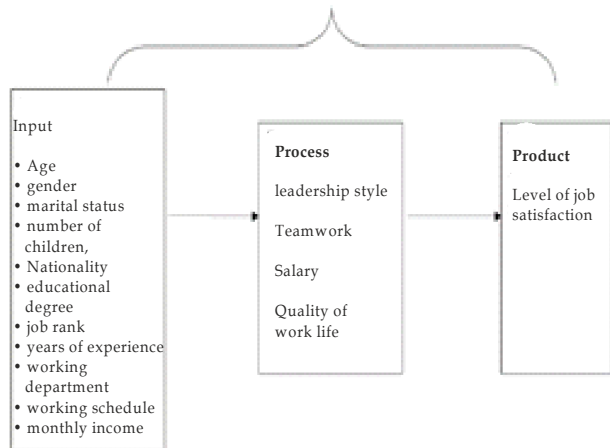 Input
• Age
• gender
• marital status
• number of
children,
• Nationality
• educational
degree
• job rank
• years of experience
• working
department
• working schedule
• monthly income
Process
leadership style
Teamwork
Salary
Quality of
work life
Product
Level of job
satisfaction